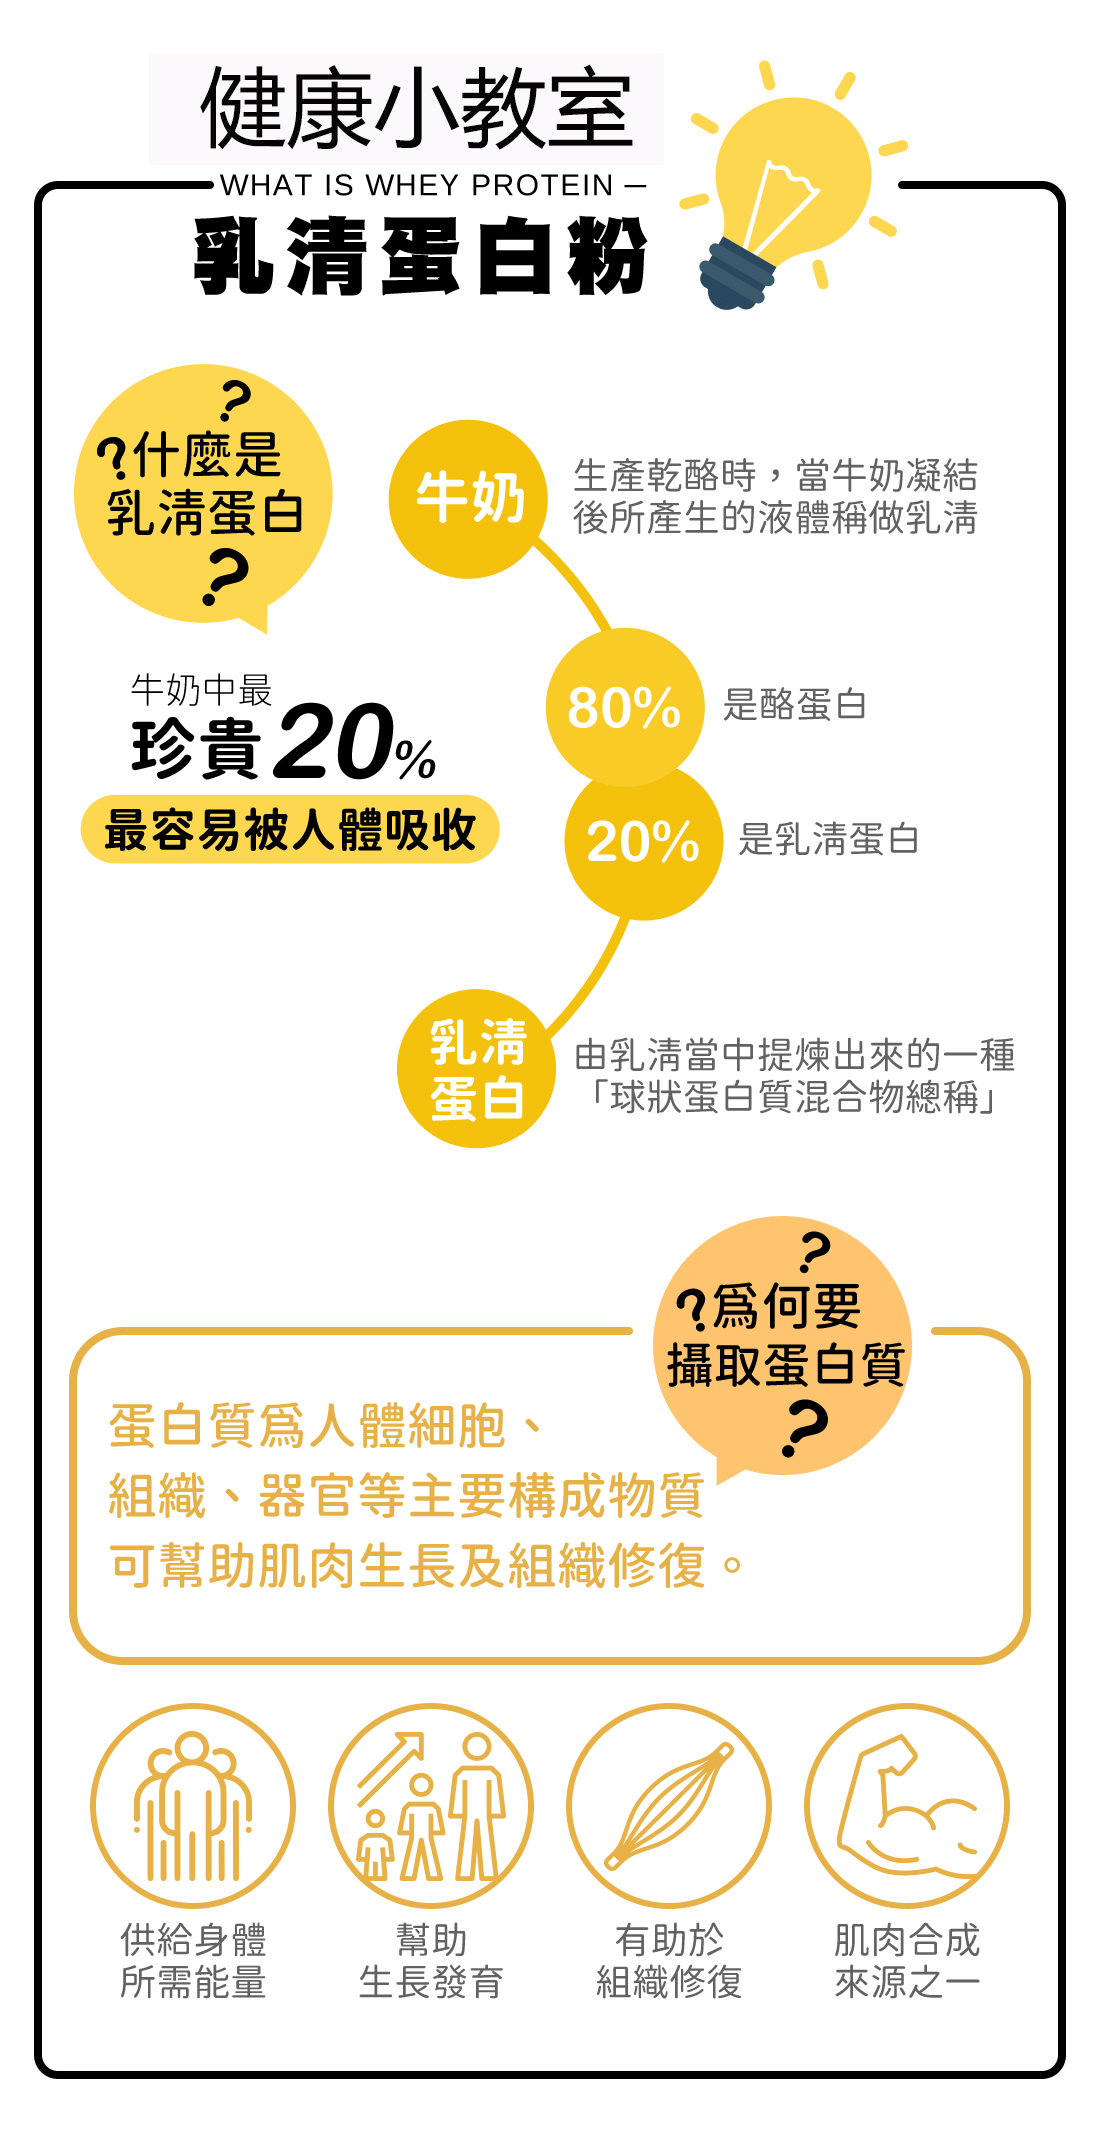 健康小教室
WHAT IS WHEY PROTEIN —
乳清蛋白粉
?
?什麼是
乳淸蛋白
?
牛奶
生產乾酪時，當牛奶凝結
後所產生的液體稱做乳淸
80%
是酪蛋白
牛奶中最
珍貴20%
最容易被人體吸收
20%
是乳淸蛋白
乳淸
蛋白
由乳淸當中提煉出來的一種
「球狀蛋白質混合物總稱」
?
?爲何要
攝取蛋白質
?
蛋白質爲人體細胞、
組織、器官等主要構成物質
可幫助肌肉生長及組織修復。
供給身體
所需能量
幫助
生長發育
有助於
組織修復
肌肉合成
來源之一